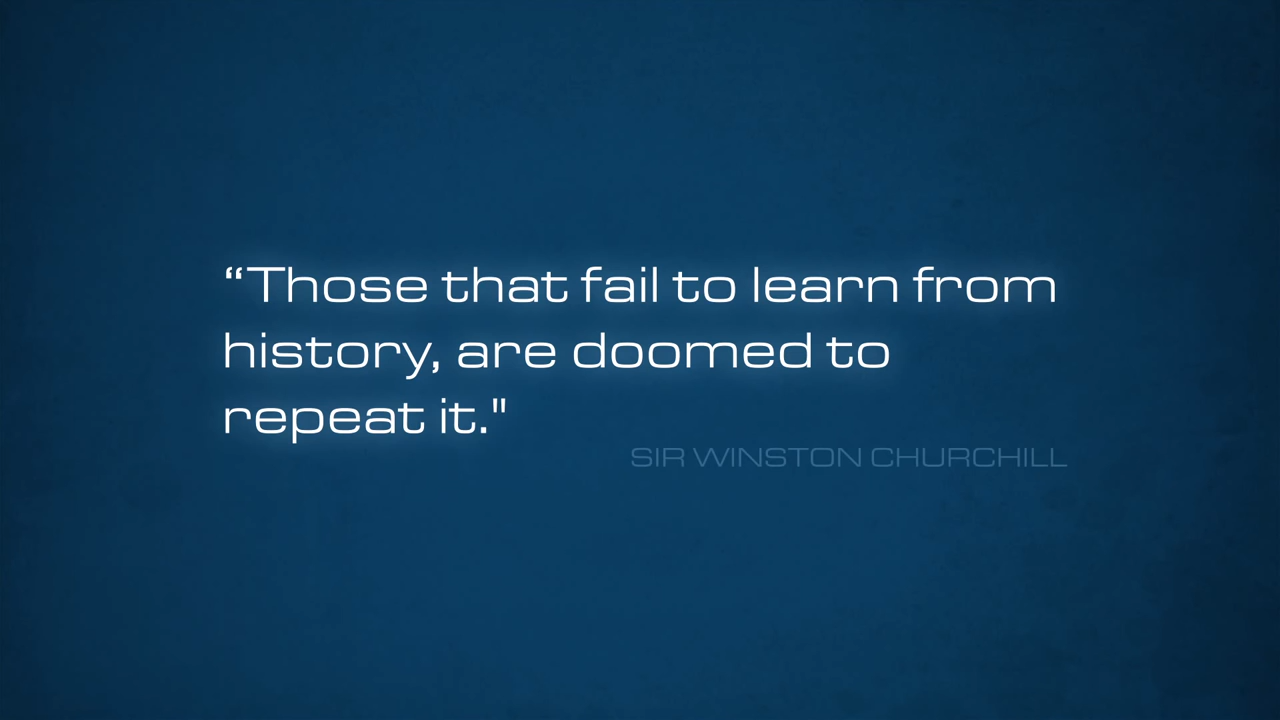 “Those that fail to learn from
history, are doomed to
repeat it."
SIR WINSTON CHURCHILL